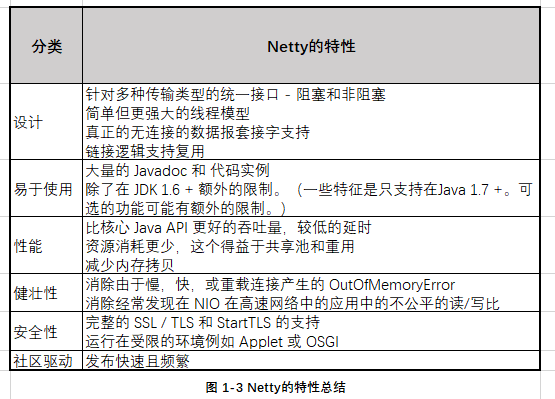 分类 Netty的特性
设计
针对多种传输类型的统一接口 - 阻塞和非阻塞
简单但更强大的线程模型
真正的无连接的数据报套接字支持
链接逻辑支持复用
易于使用
大量的 Javadoc 和 代码实例
除了在 JDK 1.6 + 额外的限制。（一些特征是只支持在Java 1.7 +。可
选的功能可能有额外的限制。）
性能
比核心 Java API 更好的吞吐量，较低的延时
资源消耗更少，这个得益于共享池和重用
减少内存拷贝
健壮性
消除由于慢，快，或重载连接产生的 OutOfMemoryError
消除经常发现在 NIO 在高速网络中的应用中的不公平的读/写比
安全性
完整的 SSL / TLS 和 StartTLS 的支持
运行在受限的环境例如 Applet 或 OSGI
社区驱动 发布快速且频繁
图 1-3 Netty的特性总结